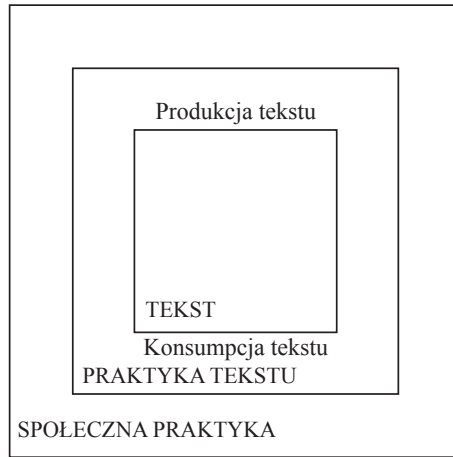 Produkcja tekstu
TEKST
Konsumpcja tekstu
PRAKTYKA TEKSTU
SPOŁECZNA PRAKTYKA